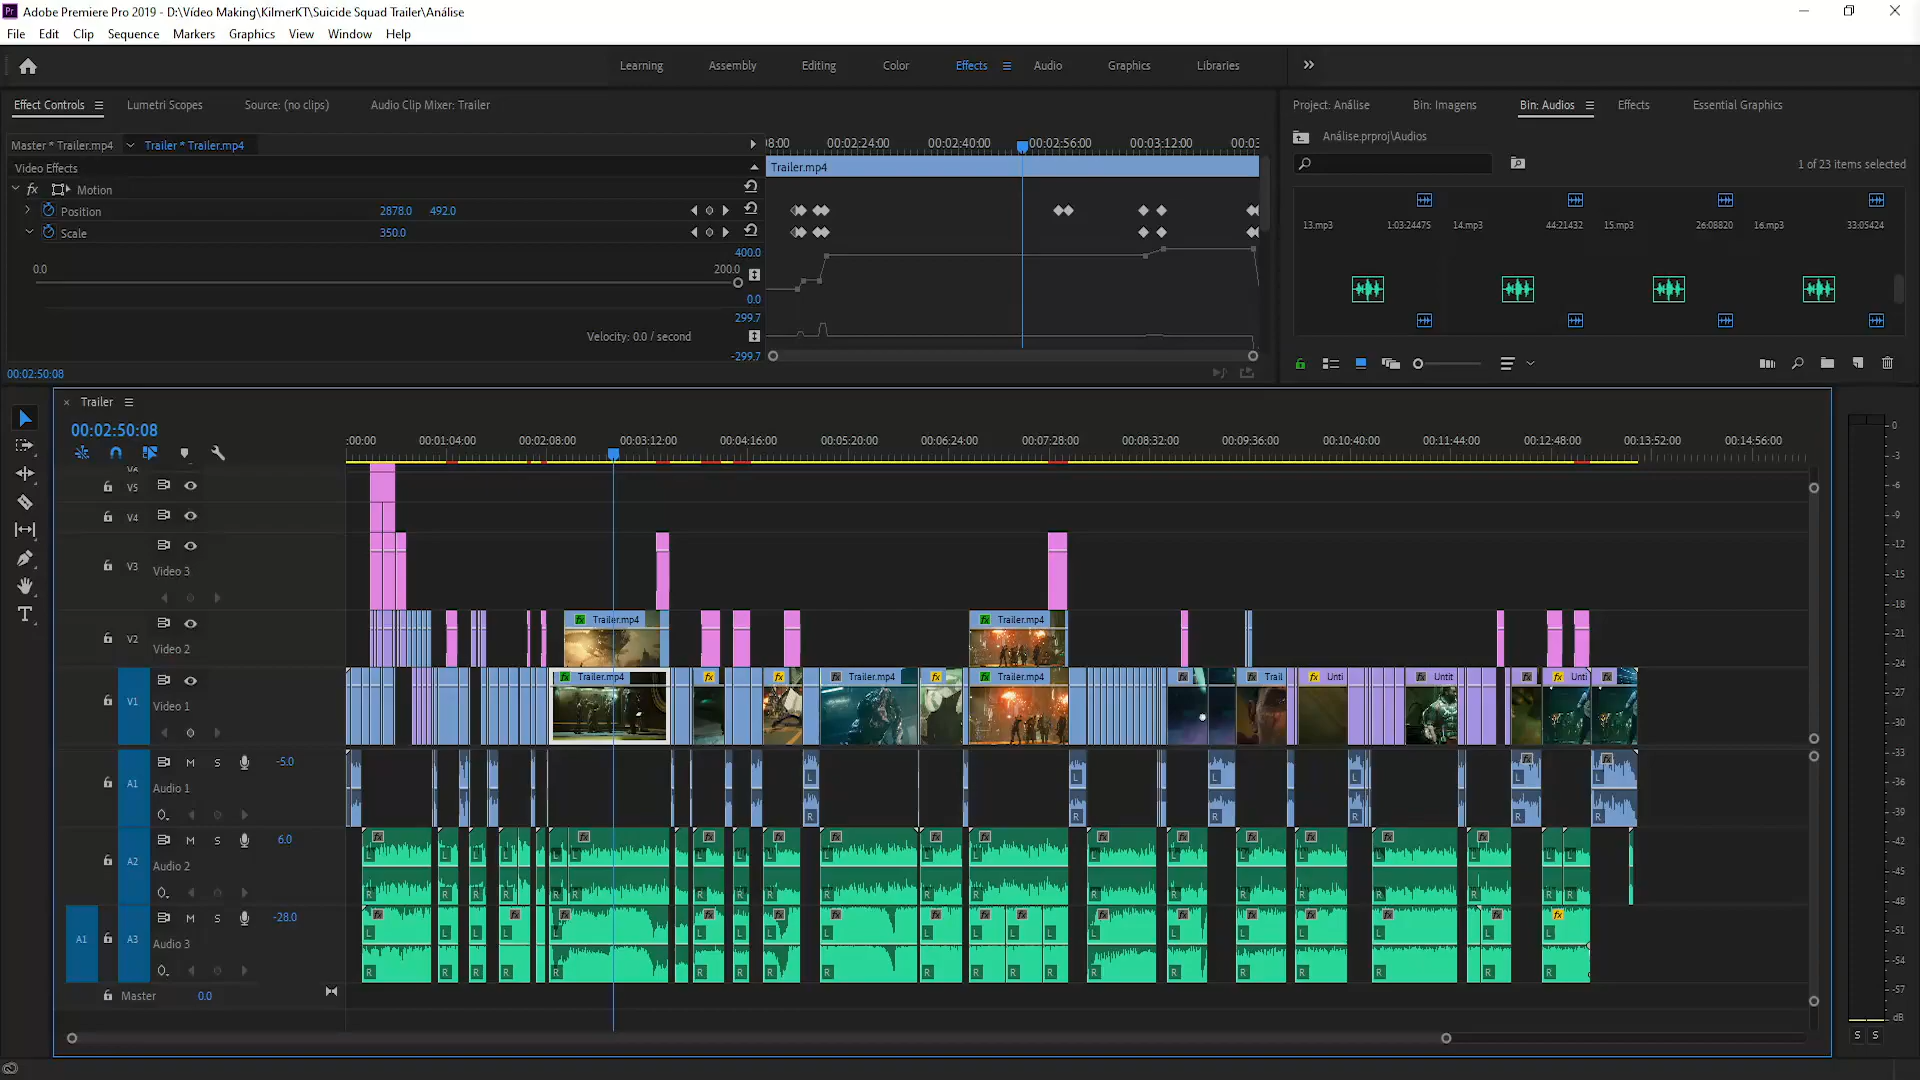 Adobe Premiere Pro 2019 - D:\Vídeo Making\KilmerKT\Suicide Squad Trailer\Análise
File Edit Clip Sequence Markers Graphics View Window Help
Learning Assembly Editing Color Effects Audio Graphics Libraries
Effect Controls Lumetri Scopes Source: (no clips) Audio Clip Mixer: Trailer
Project: Análise Bin: Imagens Bin: Audios Effects Essential Graphics
Análise.prproj\Audios
Master * Trailer.mp4 Trailer * Trailer.mp4
38:00 00:02:24:00 00:02:40:00 00:02:56:00 00:03:12:00 00:03
1 of 23 items selected
Video Effects
Trailer.mp4
fx Motion
Position 2878.0 492.0
Scale 350.0
13.mp3 1:03:24475 14.mp3 44:21432 15.mp3 26:08820 16.mp3 33:05424
400.0
0.0 200.0
0.0
299.7
Velocity: 0.0 / second
-299.7
00:02:50:08
Trailer
00:02:50:08
:00:00 00:01:04:00 00:02:08:00 00:03:12:00 00:04:16:00 00:05:20:00 00:06:24:00 00:07:28:00 00:08:32:00 00:09:36:00 00:10:40:00 00:11:44:00 00:12:48:00 00:13:52:00 00:14:56:00
V5
V4
V3 Video 3
V2 Video 2
Trailer.mp4 Trailer.mp4
V1 Video 1
Trailer.mp4 Trailer.mp4 Trailer.mp4 Trail Unti Untit Unti
M S -5.0
A1 Audio 1
M S 6.0
A2 Audio 2
M S -28.0
A1 A3 Audio 3
Master 0.0
0
-3
-6
-9
-12
-15
-18
-21
-24
-27
-30
-33
-36
-39
-42
-45
-48
-51
-54
-57
dB
S S